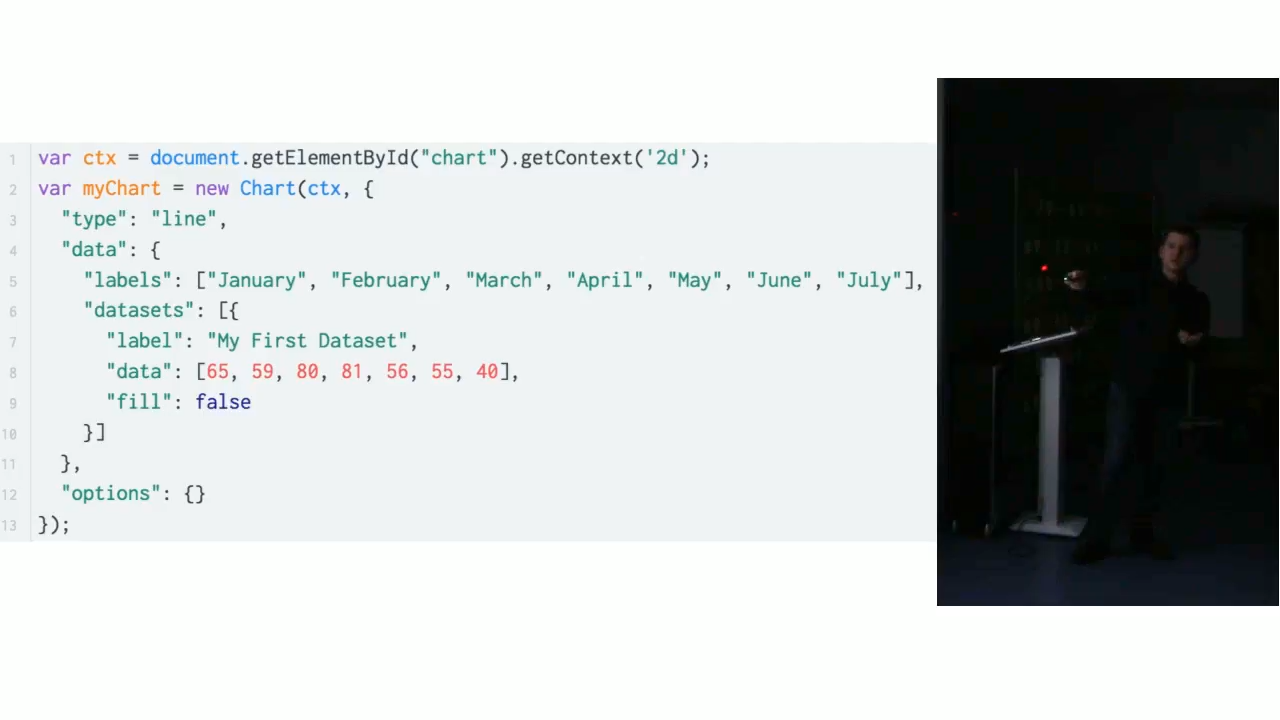 1 var ctx = document.getElementById("chart").getContext('2d');
2 var myChart = new Chart(ctx, {
3 "type": "line",
4 "data": {
5 "labels": ["January", "February", "March", "April", "May", "June", "July"],
6 "datasets": [{
7 "label": "My First Dataset",
8 "data": [65, 59, 80, 81, 56, 55, 40],
9 "fill": false
10 }]
11 },
12 "options": {}
13 });